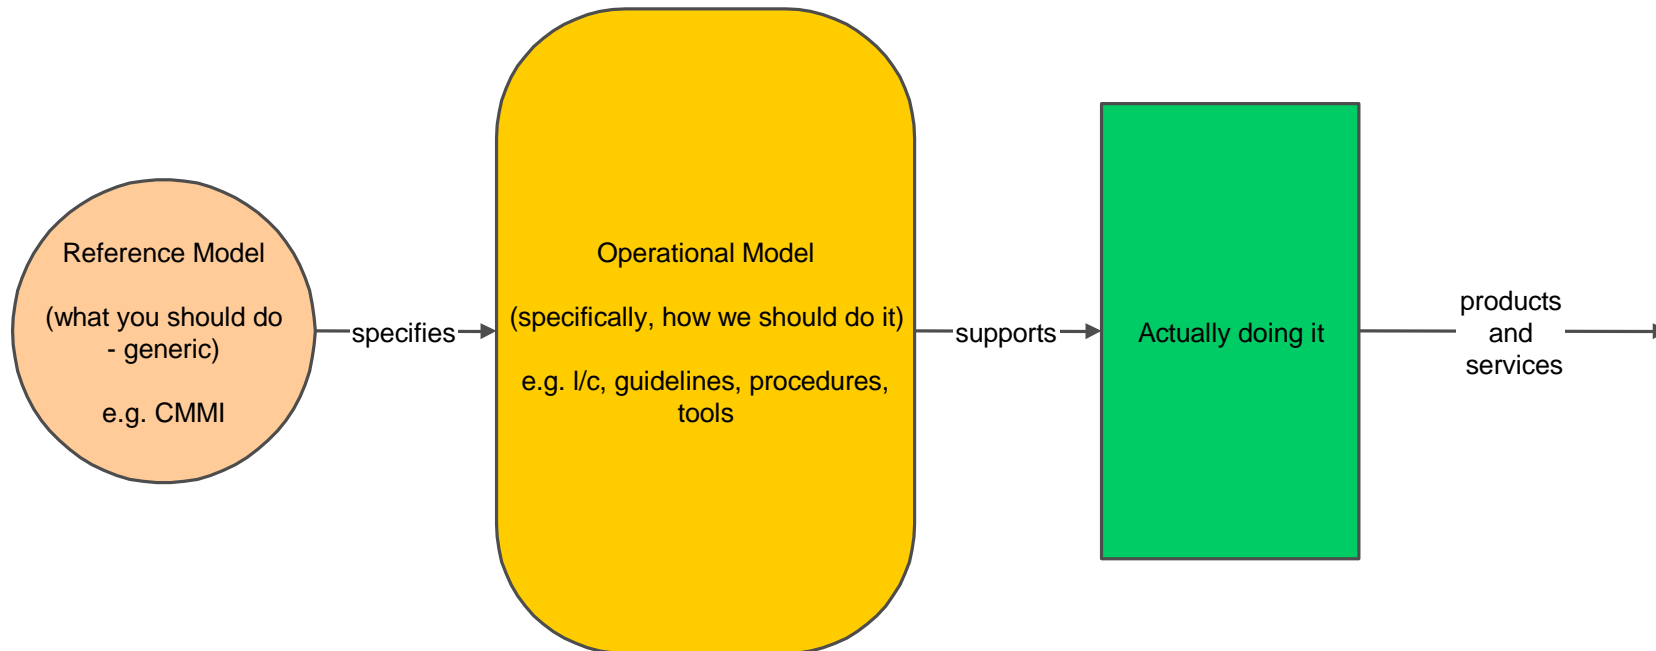 Reference Model
(what you should do
- generic)
e.g. CMMI
specifies
Operational Model
(specifically, how we should do it)
e.g. l/c, guidelines, procedures,
tools
supports
Actually doing it
products
and
services